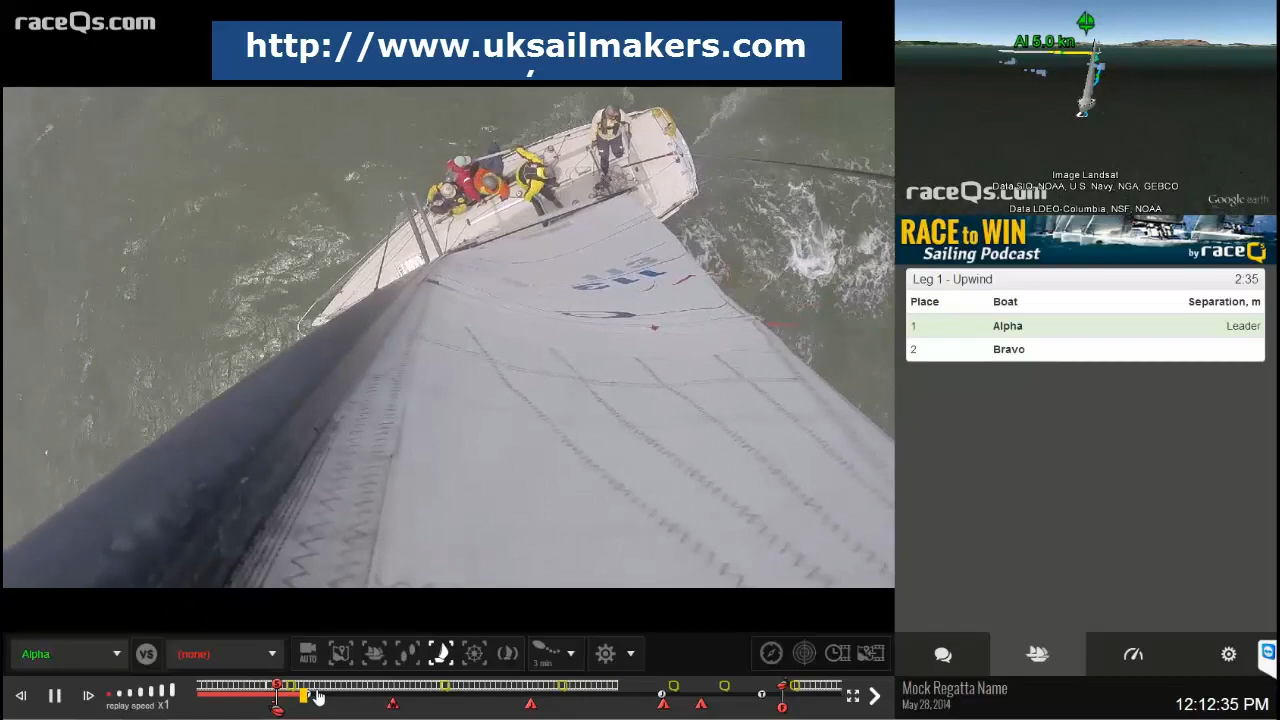 raceQs.com
http://www.uksailmakers.com
/
Al 5.0 kn
Image Landsat
Data SIO, NOAA, U.S. Navy, NGA, GEBCO
raceQs.com
Google earth
Data LDEO-Columbia, NSF, NOAA
RACE to WIN
Sailing Podcast
by raceQs
Leg 1 - Upwind 2:35
Place Boat Separation, m
1 Alpha Leader
2 Bravo
Alpha
VS
(none)
AUTO
3 min
S
J
T
F
replay speed x1
Mock Regatta Name
May 28, 2014
12:12:35 PM